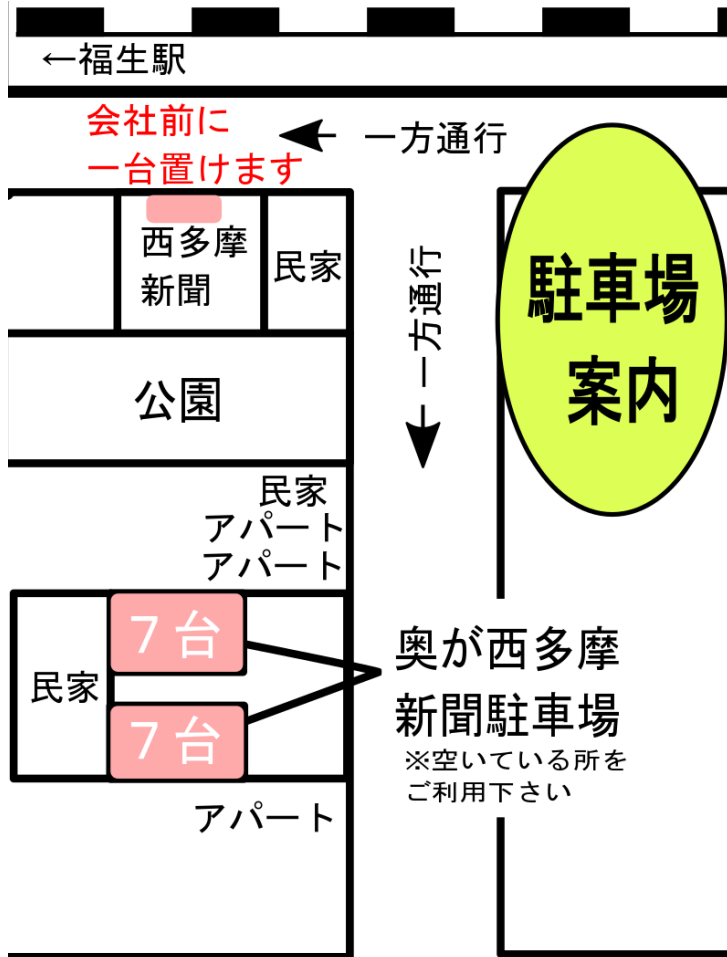 ←福生駅
会社前に
一台置けます
← 一方通行
西多摩
新聞
民家
←一方通行
駐車場
案内
公園
民家
アパート
アパート
7台
7台
民家
奥が西多摩
新聞駐車場
※空いている所を
ご利用下さい
アパート